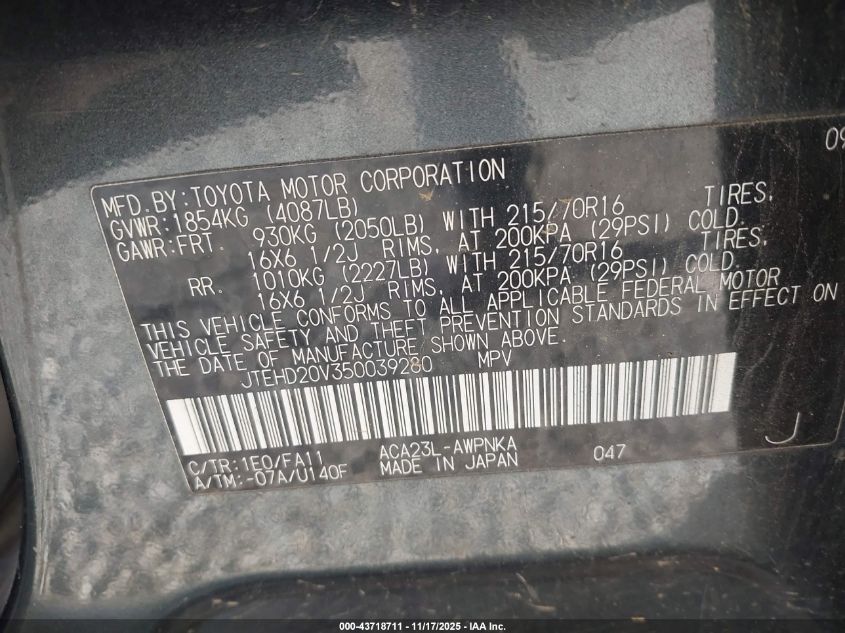 09
MFD. BY: TOYOTA MOTOR CORPORATION
GVWR: 1854KG (4087LB)
GAWR: FRT. 930KG (2050LB) WITH 215/70R16 TIRES,
16X6 1/2J RIMS, AT 200KPA (29PSI) COLD.
RR. 1010KG (2227LB) WITH 215/70R16 TIRES,
16X6 1/2J RIMS, AT 200KPA (29PSI) COLD.
THIS VEHICLE CONFORMS TO ALL APPLICABLE FEDERAL MOTOR
VEHICLE SAFETY AND THEFT PREVENTION STANDARDS IN EFFECT ON
THE DATE OF MANUFACTURE SHOWN ABOVE.
JTEHD20V350039280 MPV
C/TR: 1E0/FA11 ACA23L-AWPNKA 047 J
A/TM: -07A/U140F MADE IN JAPAN
000-43718711 - 11/17/2025 - IAA Inc.